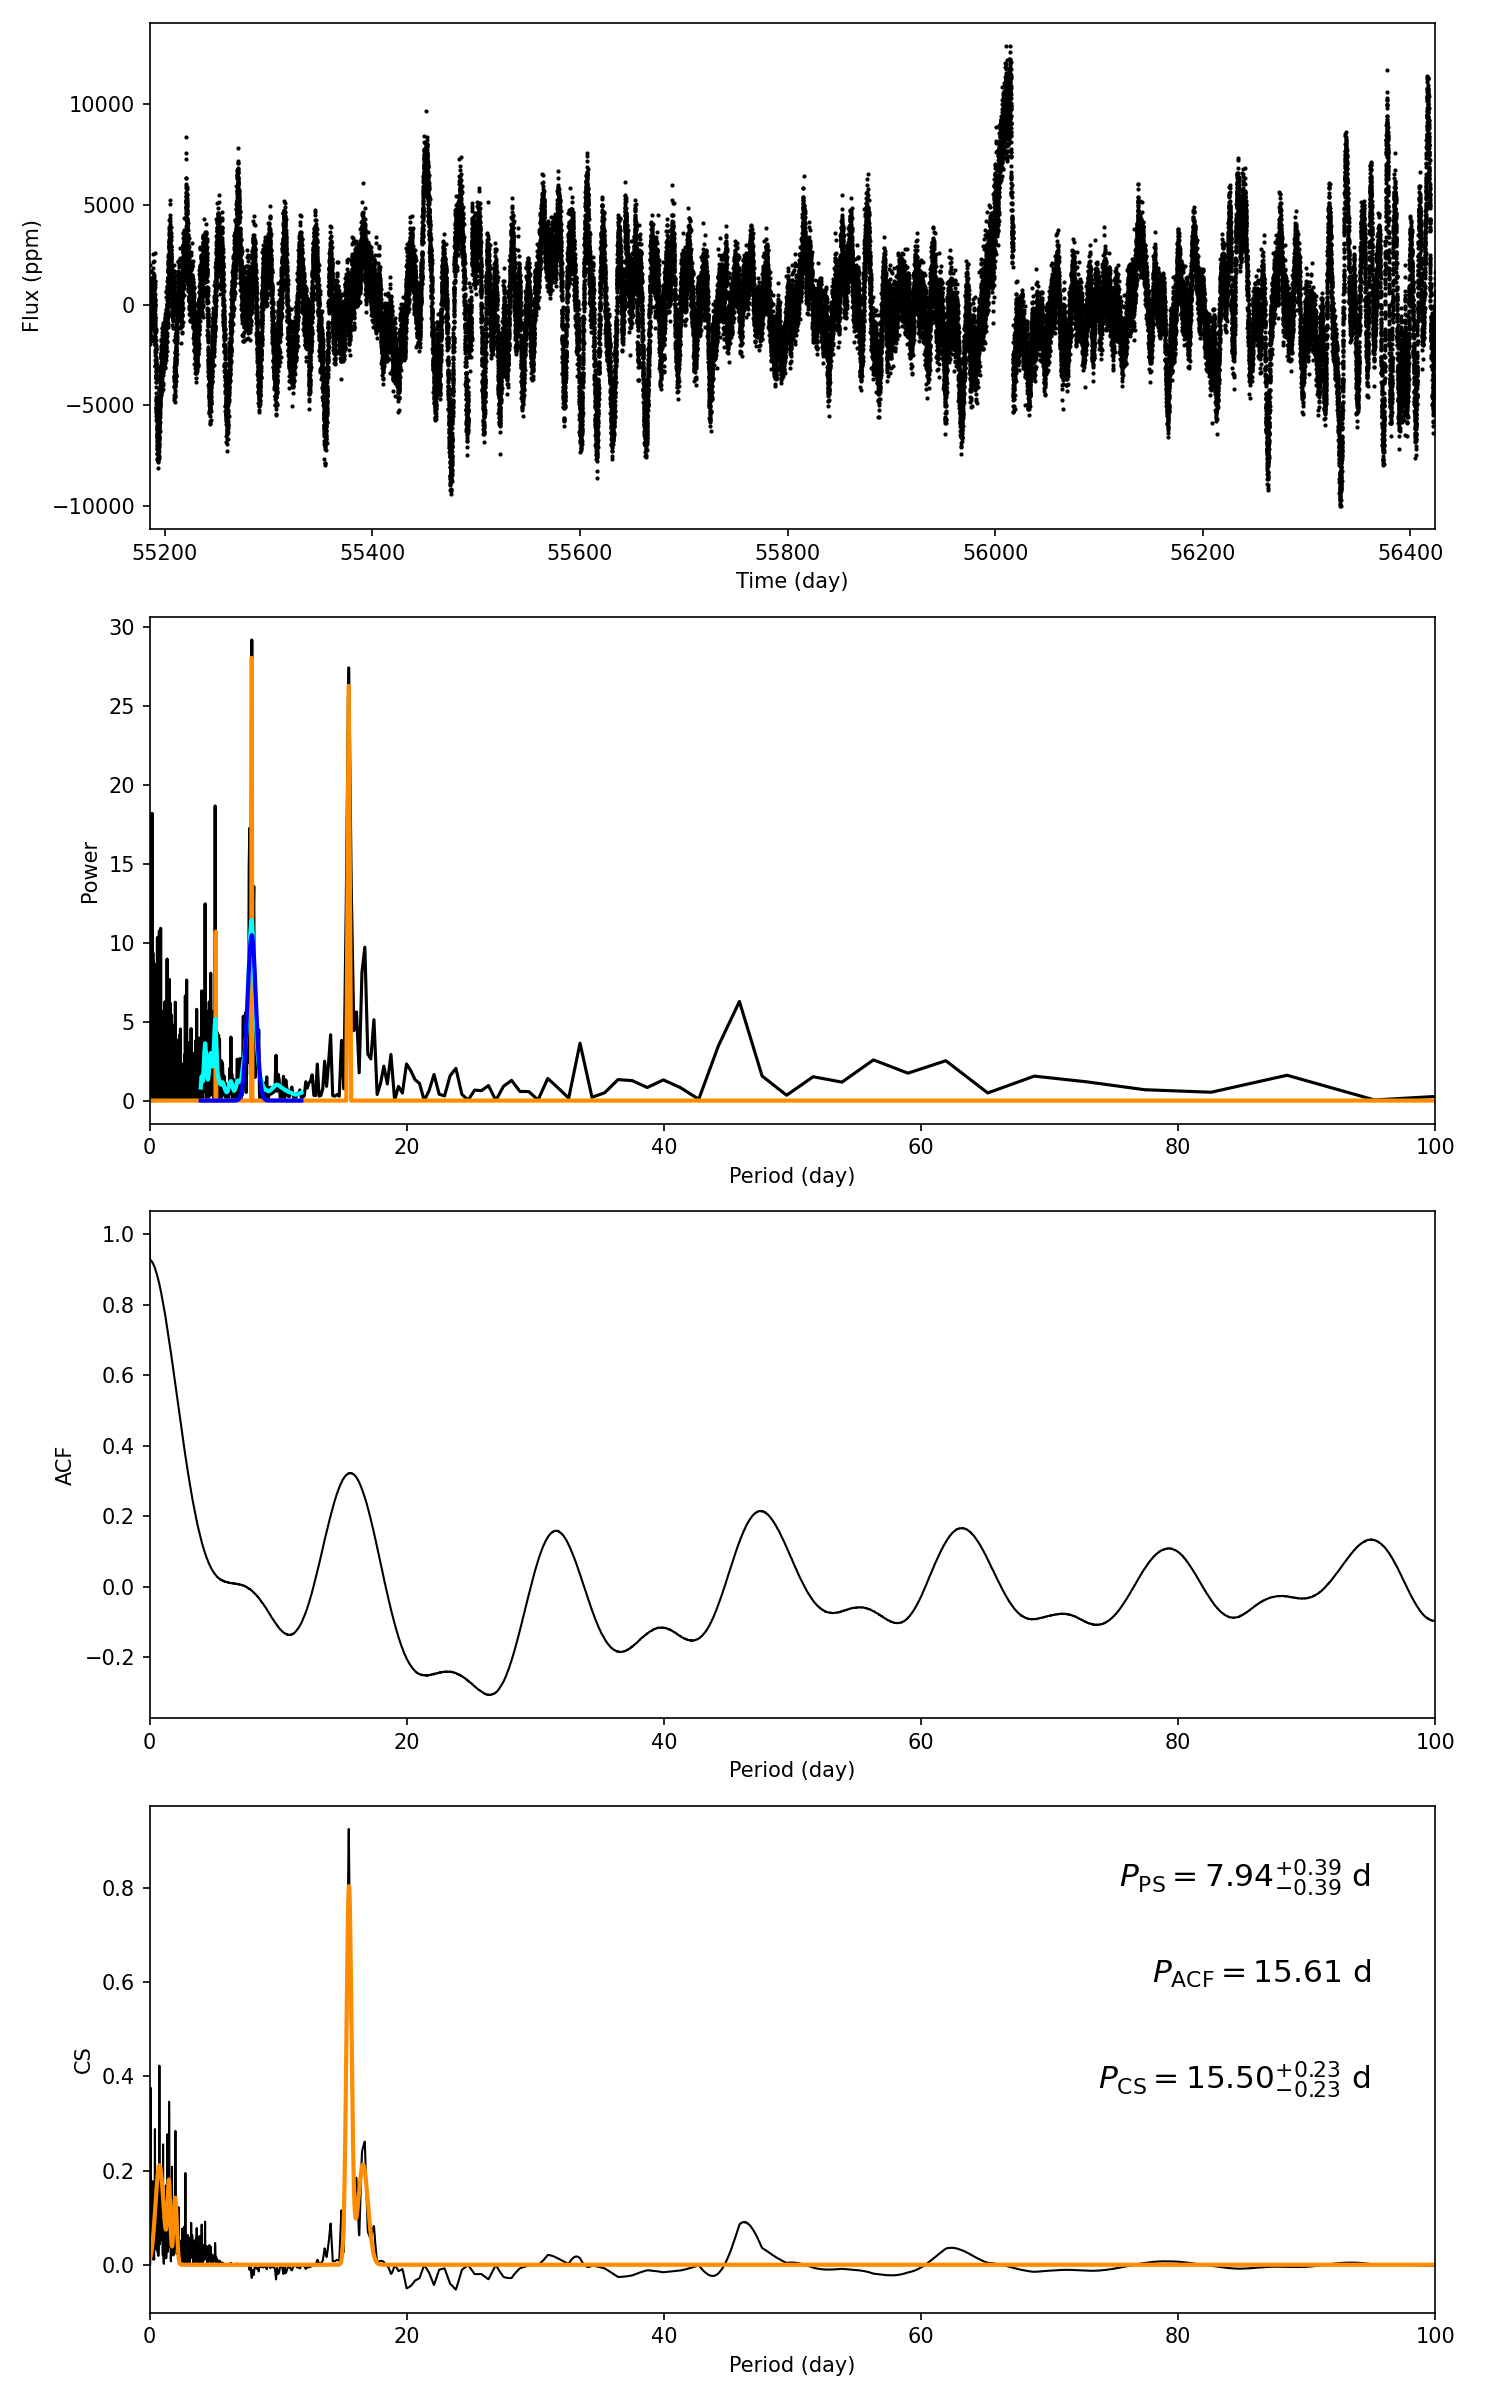 10000
5000
0
−5000
−10000
Flux (ppm)
55200 55400 55600 55800 56000 56200 56400
Time (day)
30
25
20
15
10
5
0
Power
0 20 40 60 80 100
Period (day)
1.0
0.8
0.6
0.4
0.2
0.0
−0.2
ACF
0 20 40 60 80 100
Period (day)
0.8
0.6
0.4
0.2
0.0
CS
P_PS = 7.94^{+0.39}_{−0.39} d
P_ACF = 15.61 d
P_CS = 15.50^{+0.23}_{−0.23} d
0 20 40 60 80 100
Period (day)